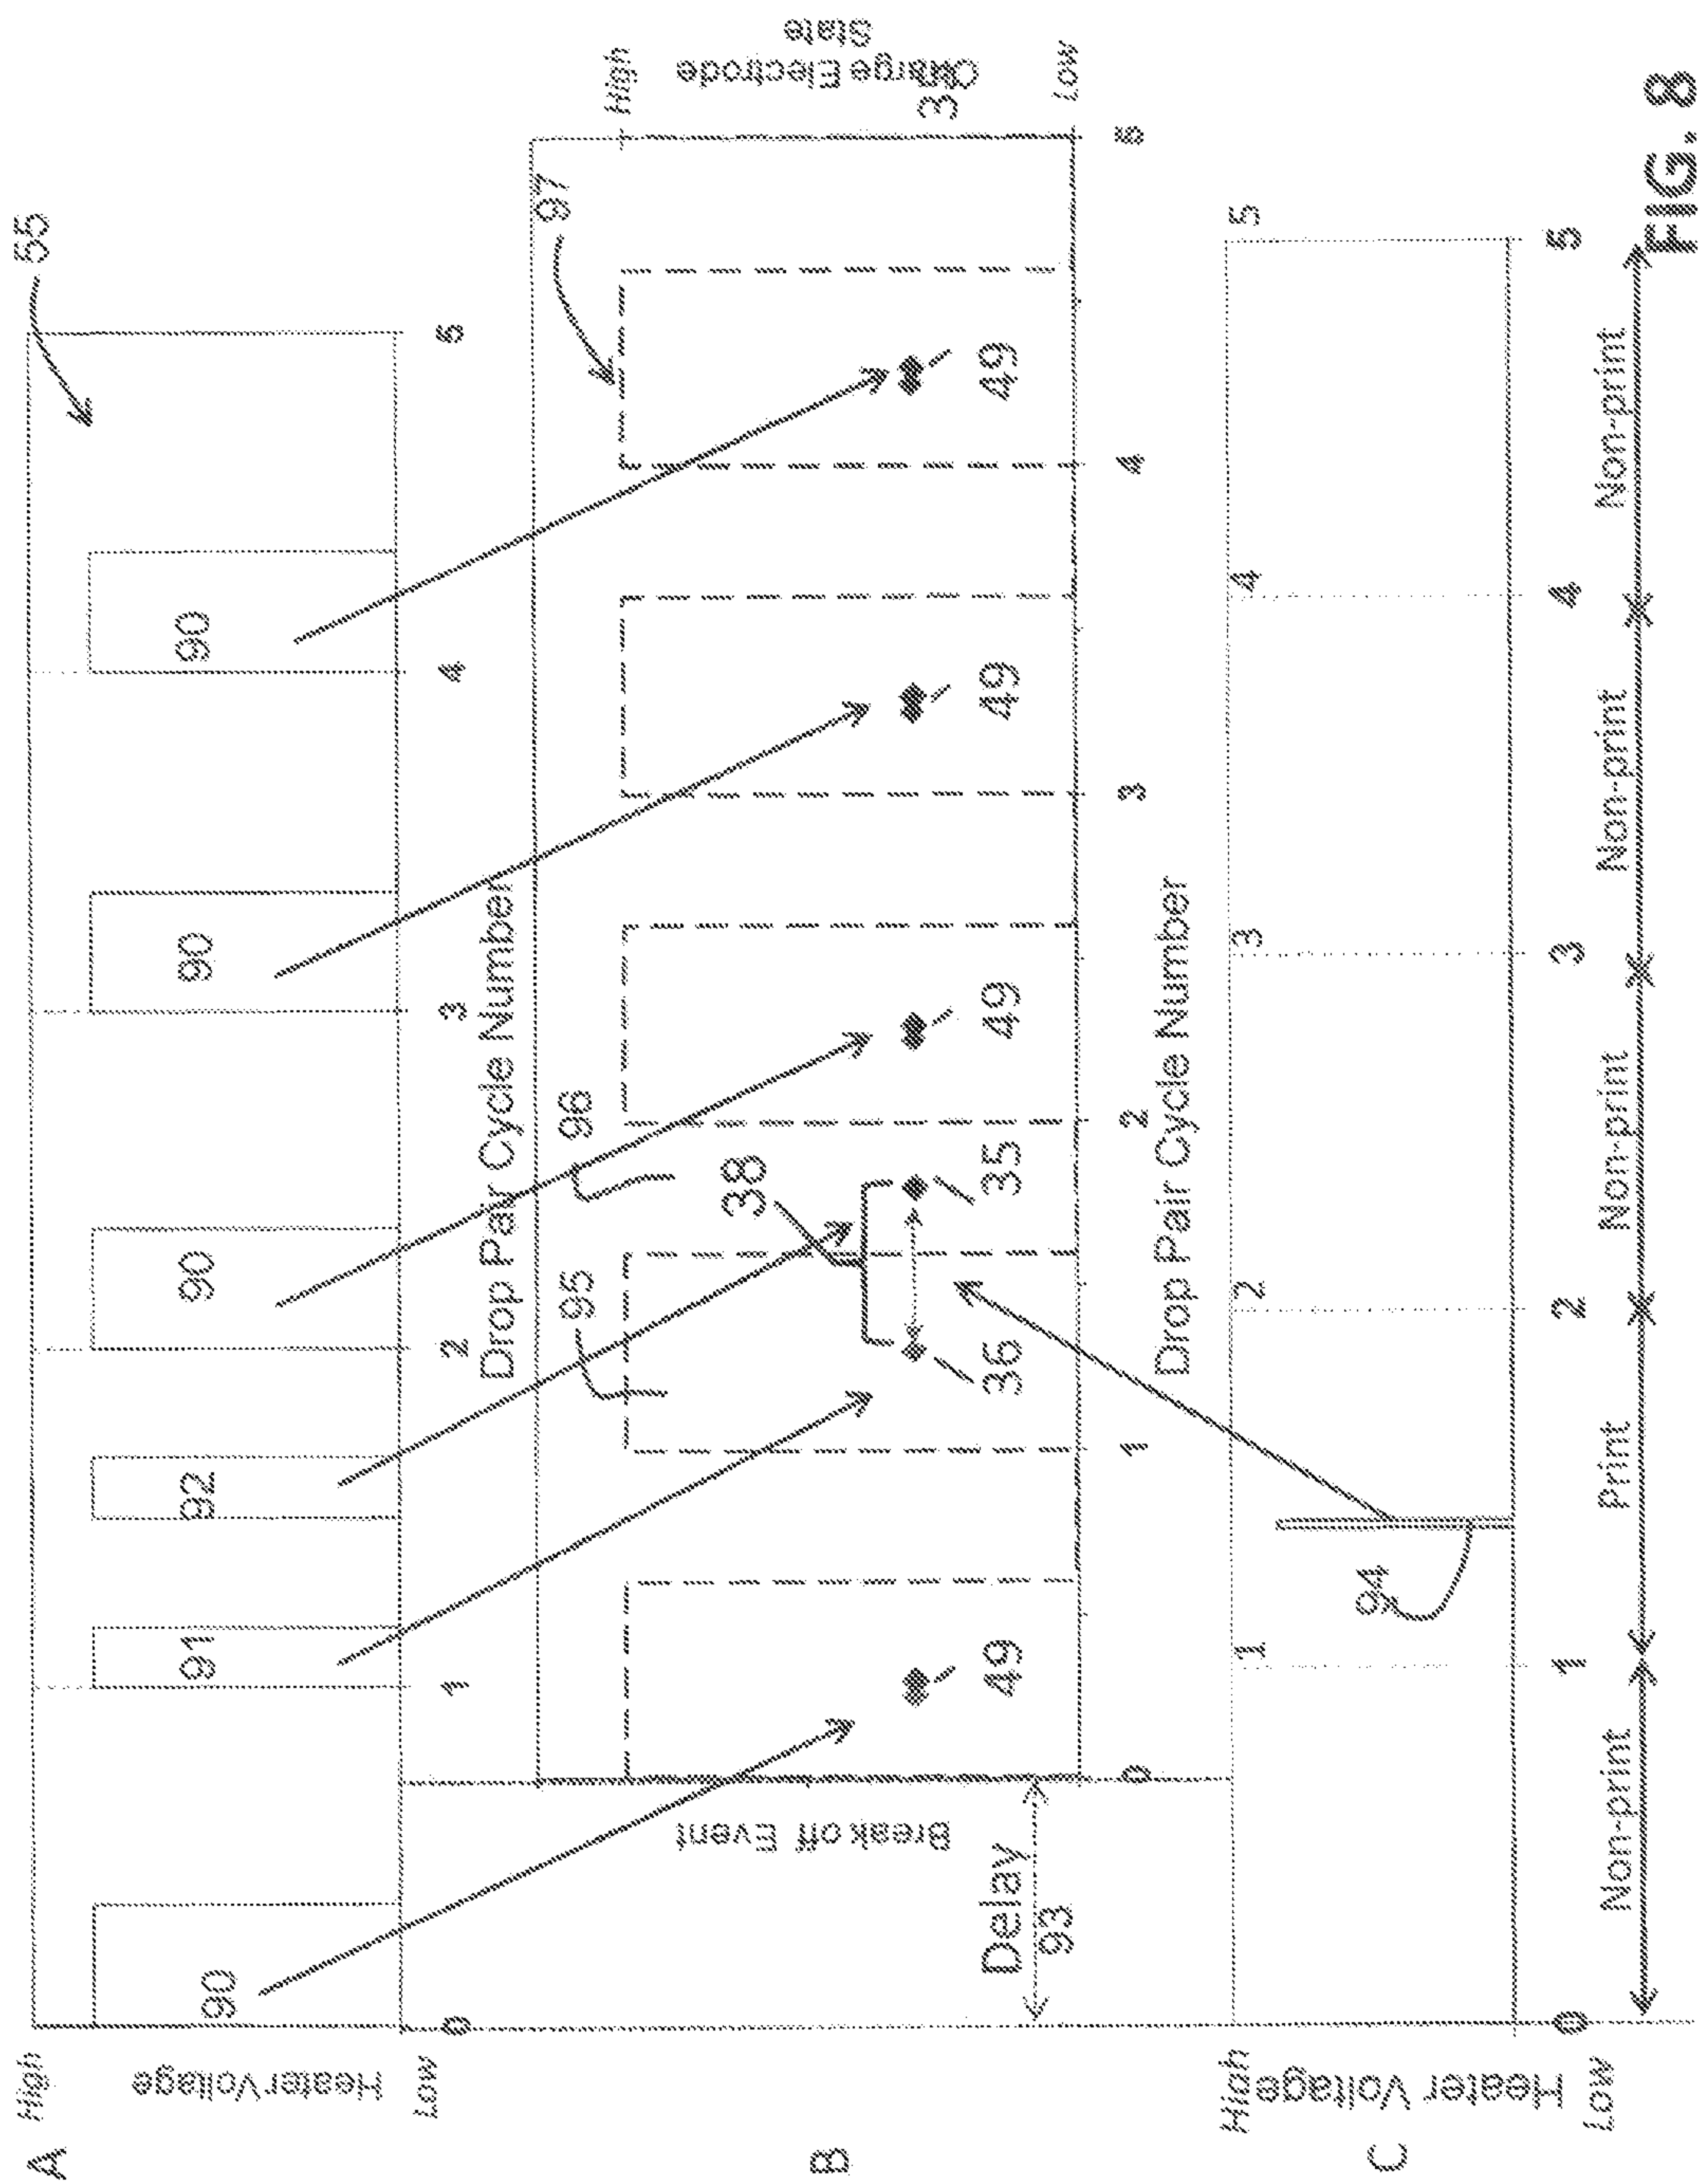 A
High
Heater Voltage
Low
55
90
91
92
90
90
90
0
1
2
3
4
5
Drop Pair Cycle Number
B
Break off Event
Delay
93
95
96
97
38
49
36
35
49
49
49
High
Charge Electrode
State
Low
0
1
2
3
4
5
Drop Pair Cycle Number
C
High
Heater Voltage
Low
94
1
2
3
4
5
0
1
2
3
4
5
Non-print
Print
Non-print
Non-print
Non-print
FIG. 8